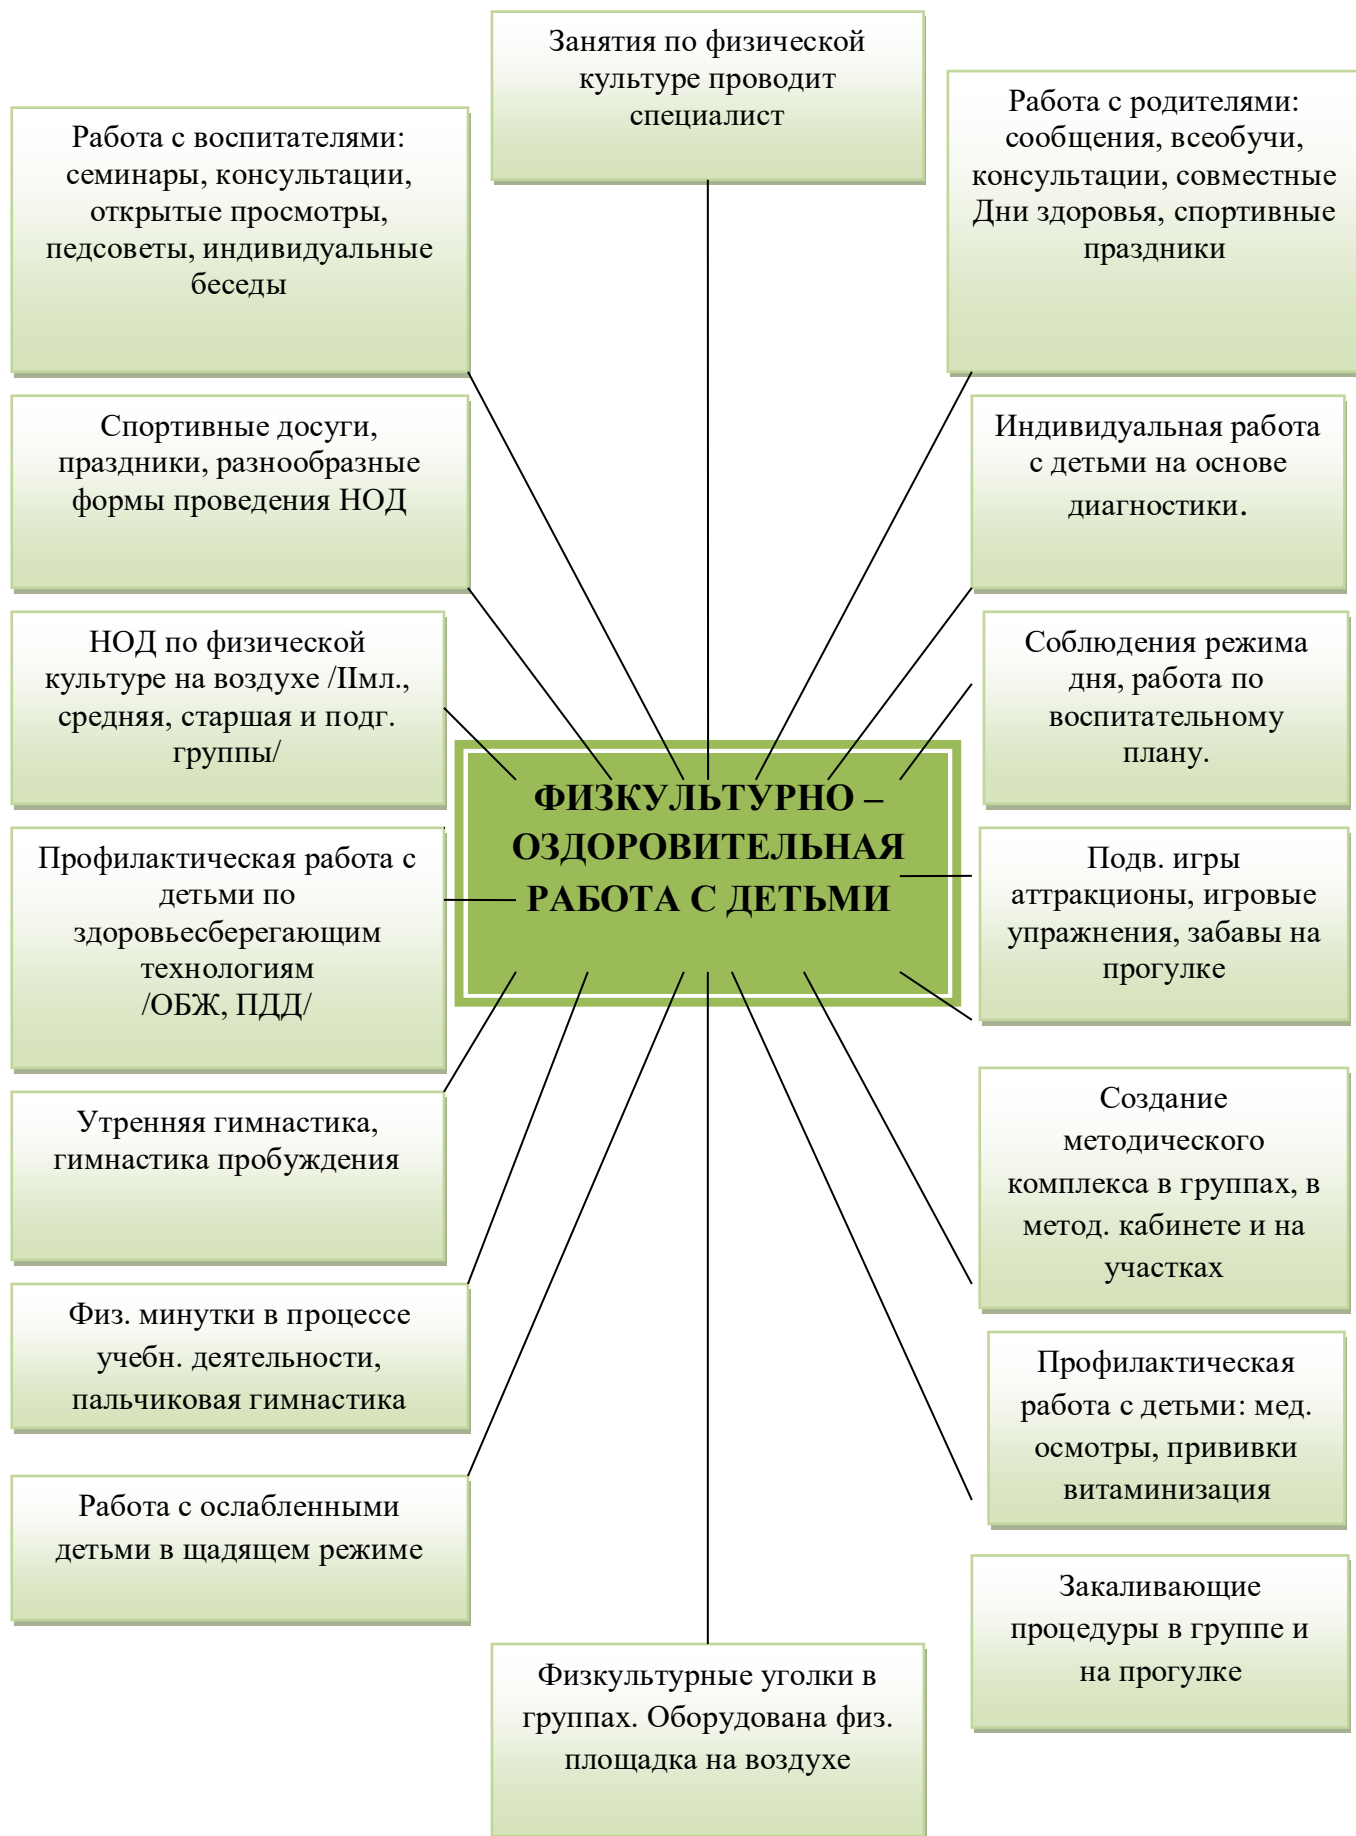 Занятия по физической
культуре проводит
специалист
Работа с воспитателями:
семинары, консультации,
открытые просмотры,
педсоветы, индивидуальные
беседы
Работа с родителями:
сообщения, всеобучи,
консультации, совместные
Дни здоровья, спортивные
праздники
Спортивные досуги,
праздники, разнообразные
формы проведения НОД
Индивидуальная работа
с детьми на основе
диагностики.
НОД по физической
культуре на воздухе /IIмл.,
средняя, старшая и подг.
группы/
Соблюдения режима
дня, работа по
воспитательному
плану.
ФИЗКУЛЬТУРНО –
ОЗДОРОВИТЕЛЬНАЯ
РАБОТА С ДЕТЬМИ
Профилактическая работа с
детьми по
здоровьесберегающим
технологиям
/ОБЖ, ПДД/
Подв. игры
аттракционы, игровые
упражнения, забавы на
прогулке
Утренняя гимнастика,
гимнастика пробуждения
Создание
методического
комплекса в группах, в
метод. кабинете и на
участках
Физ. минутки в процессе
учебн. деятельности,
пальчиковая гимнастика
Профилактическая
работа с детьми: мед.
осмотры, прививки
витаминизация
Работа с ослабленными
детьми в щадящем режиме
Закаливающие
процедуры в группе и
на прогулке
Физкультурные уголки в
группах. Оборудована физ.
площадка на воздухе